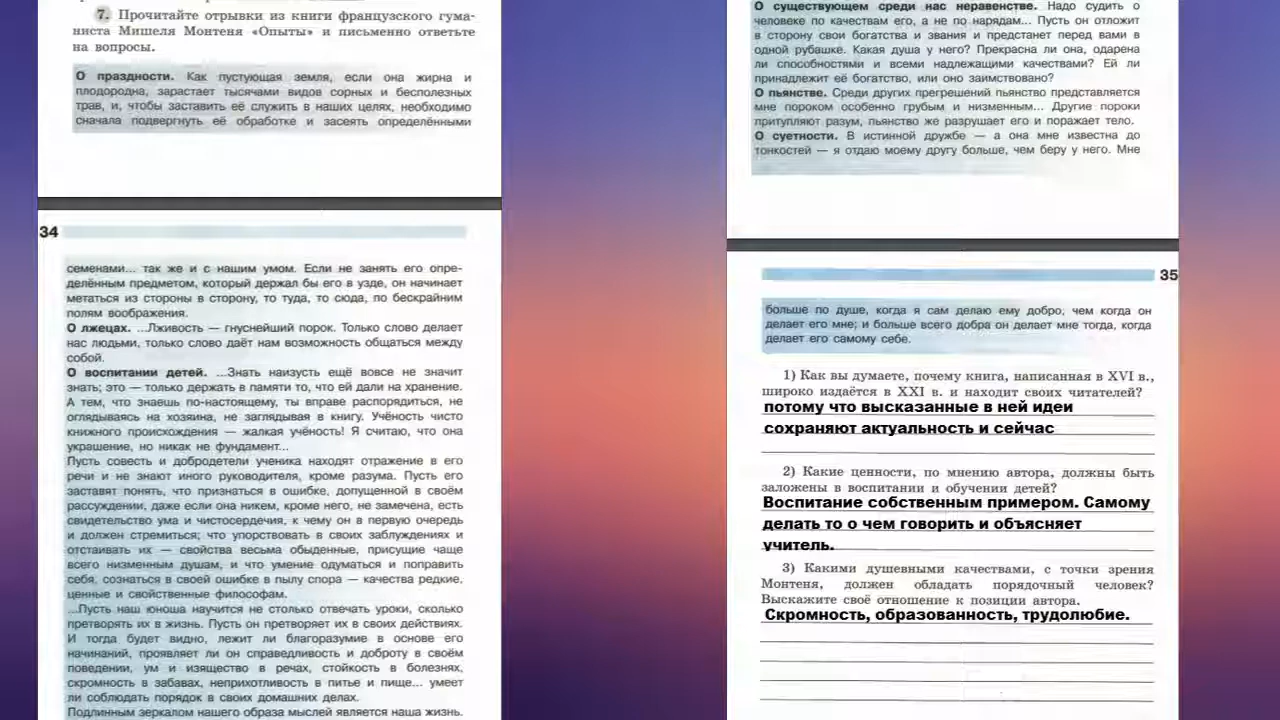 7. Прочитайте отрывки из книги французского гума-
ниста Мишеля Монтеня «Опыты» и письменно ответьте
на вопросы.
О праздности. Как пустующая земля, если она жирна и
плодородна, зарастает тысячами видов сорных и бесполезных
трав, и, чтобы заставить её служить в наших целях, необходимо
сначала подвергнуть её обработке и засеять определёнными
34
семенами... так же и с нашим умом. Если не занять его опре-
делённым предметом, который держал бы его в узде, он начинает
метаться из стороны в сторону, то туда, то сюда, по бескрайним
полям воображения.
О лжецах. ...Лживость — гнуснейший порок. Только слово делает
нас людьми, только слово даёт нам возможность общаться между
собой.
О воспитании детей. ...Знать наизусть ещё вовсе не значит
знать; это — только держать в памяти то, что ей дали на хранение.
А тем, что знаешь по-настоящему, ты вправе распорядиться, не
оглядываясь на хозяина, не заглядывая в книгу. Учёность чисто
книжного происхождения — жалкая учёность! Я считаю, что она
украшение, но никак не фундамент...
Пусть совесть и добродетели ученика находят отражение в его
речи и не знают иного руководителя, кроме разума. Пусть его
заставят понять, что признаться в ошибке, допущенной в своём
рассуждении, даже если она никем, кроме него, не замечена, есть
свидетельство ума и чистосердечия, к чему он в первую очередь
и должен стремиться; что упорствовать в своих заблуждениях и
отстаивать их — свойства весьма обыденные, присущие чаще
всего низменным душам, и что умение одуматься и поправить
себя, сознаться в своей ошибке в пылу спора — качества редкие,
ценные и свойственные философам.
...Пусть наш юноша научится не столько отвечать уроки, сколько
претворять их в жизнь. Пусть он претворяет их в своих действиях.
И тогда будет видно, лежит ли благоразумие в основе его
начинаний, проявляет ли он справедливость и доброту в своём
поведении, ум и изящество в речах, стойкость в болезнях,
скромность в забавах, неприхотливость в питье и пище... умеет
ли соблюдать порядок в своих домашних делах.
Подлинным зеркалом нашего образа мыслей является наша жизнь.
О существующем среди нас неравенстве. Надо судить о
человеке по качествам его, а не по нарядам... Пусть он отложит
в сторону свои богатства и звания и предстанет перед вами в
одной рубашке. Какая душа у него? Прекрасна ли она, одарена
ли способностями и всеми надлежащими качествами? Ей ли
принадлежит её богатство, или оно заимствовано?
О пьянстве. Среди других прегрешений пьянство представляется
мне пороком особенно грубым и низменным... Другие пороки
притупляют разум, пьянство же разрушает его и поражает тело.
О суетности. В истинной дружбе — а она мне известна до
тонкостей — я отдаю моему другу больше, чем беру у него. Мне
35
больше по душе, когда я сам делаю ему добро, чем когда он
делает его мне; и больше всего добра он делает мне тогда, когда
делает его самому себе.
1) Как вы думаете, почему книга, написанная в XVI в.,
широко издаётся в XXI в. и находит своих читателей?
потому что высказанные в ней идеи
сохраняют актуальность и сейчас
2) Какие ценности, по мнению автора, должны быть
заложены в воспитании и обучении детей?
Воспитание собственным примером. Самому
делать то о чем говорить и объясняет
учитель.
3) Какими душевными качествами, с точки зрения
Монтеня, должен обладать порядочный человек?
Выскажите своё отношение к позиции автора.
Скромность, образованность, трудолюбие.